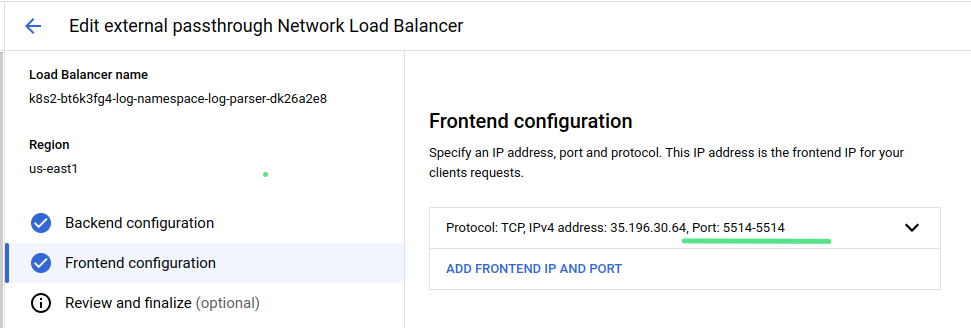 Edit external passthrough Network Load Balancer
Load Balancer name
k8s2-bt6k3fg4-log-namespace-log-parser-dk26a2e8
Region
us-east1
Backend configuration
Frontend configuration
Review and finalize (optional)
Frontend configuration
Specify an IP address, port and protocol. This IP address is the frontend IP for your
clients requests.
Protocol: TCP, IPv4 address: 35.196.30.64, Port: 5514-5514
ADD FRONTEND IP AND PORT